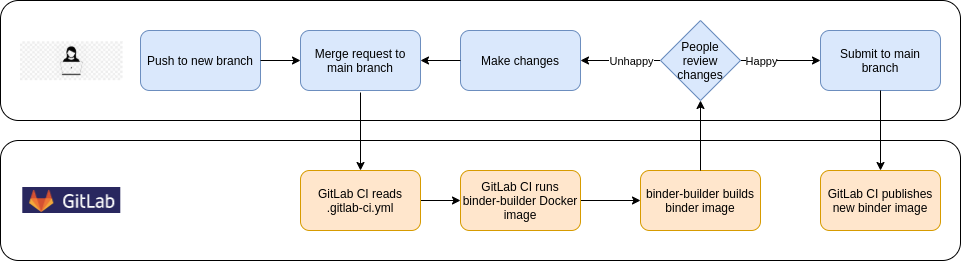 Push to new branch
Merge request to
main branch
Make changes
Unhappy
People
review
changes
Happy
Submit to main
branch
GitLab
GitLab CI reads
.gitlab-ci.yml
GitLab CI runs
binder-builder Docker
image
binder-builder builds
binder image
GitLab CI publishes
new binder image